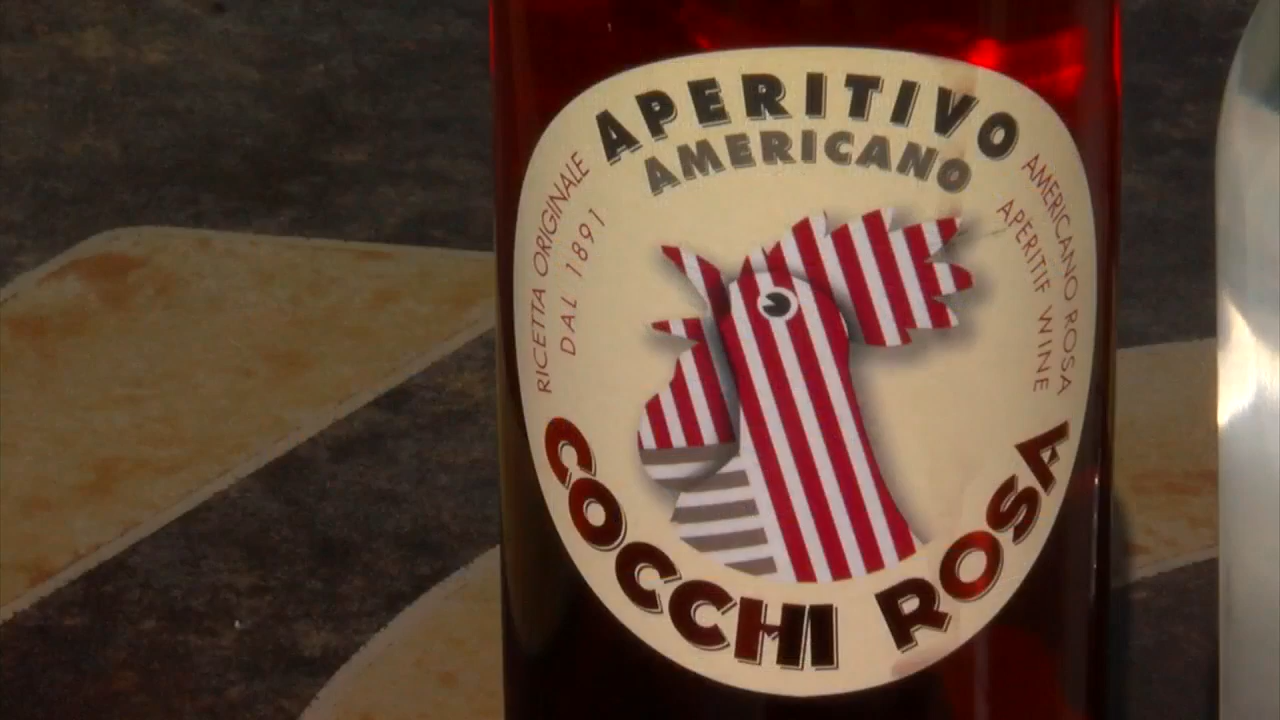 APERITIVO
AMERICANO
RICETTA ORIGINALE
DAL 1891
AMERICANO ROSA
APERITIF WINE
COCCHI ROSA